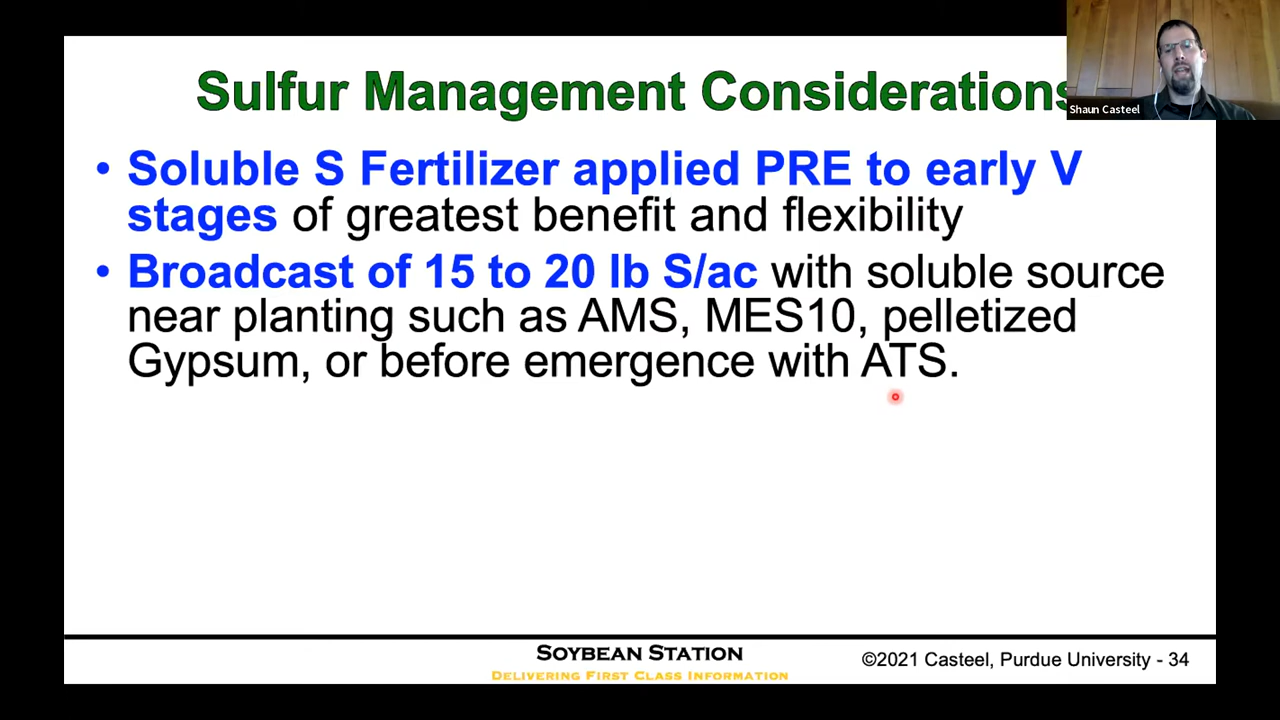 Sulfur Management Considerations
Shaun Casteel
• Soluble S Fertilizer applied PRE to early V
stages of greatest benefit and flexibility
• Broadcast of 15 to 20 lb S/ac with soluble source
near planting such as AMS, MES10, pelletized
Gypsum, or before emergence with ATS.
SOYBEAN STATION
DELIVERING FIRST CLASS INFORMATION
©2021 Casteel, Purdue University - 34